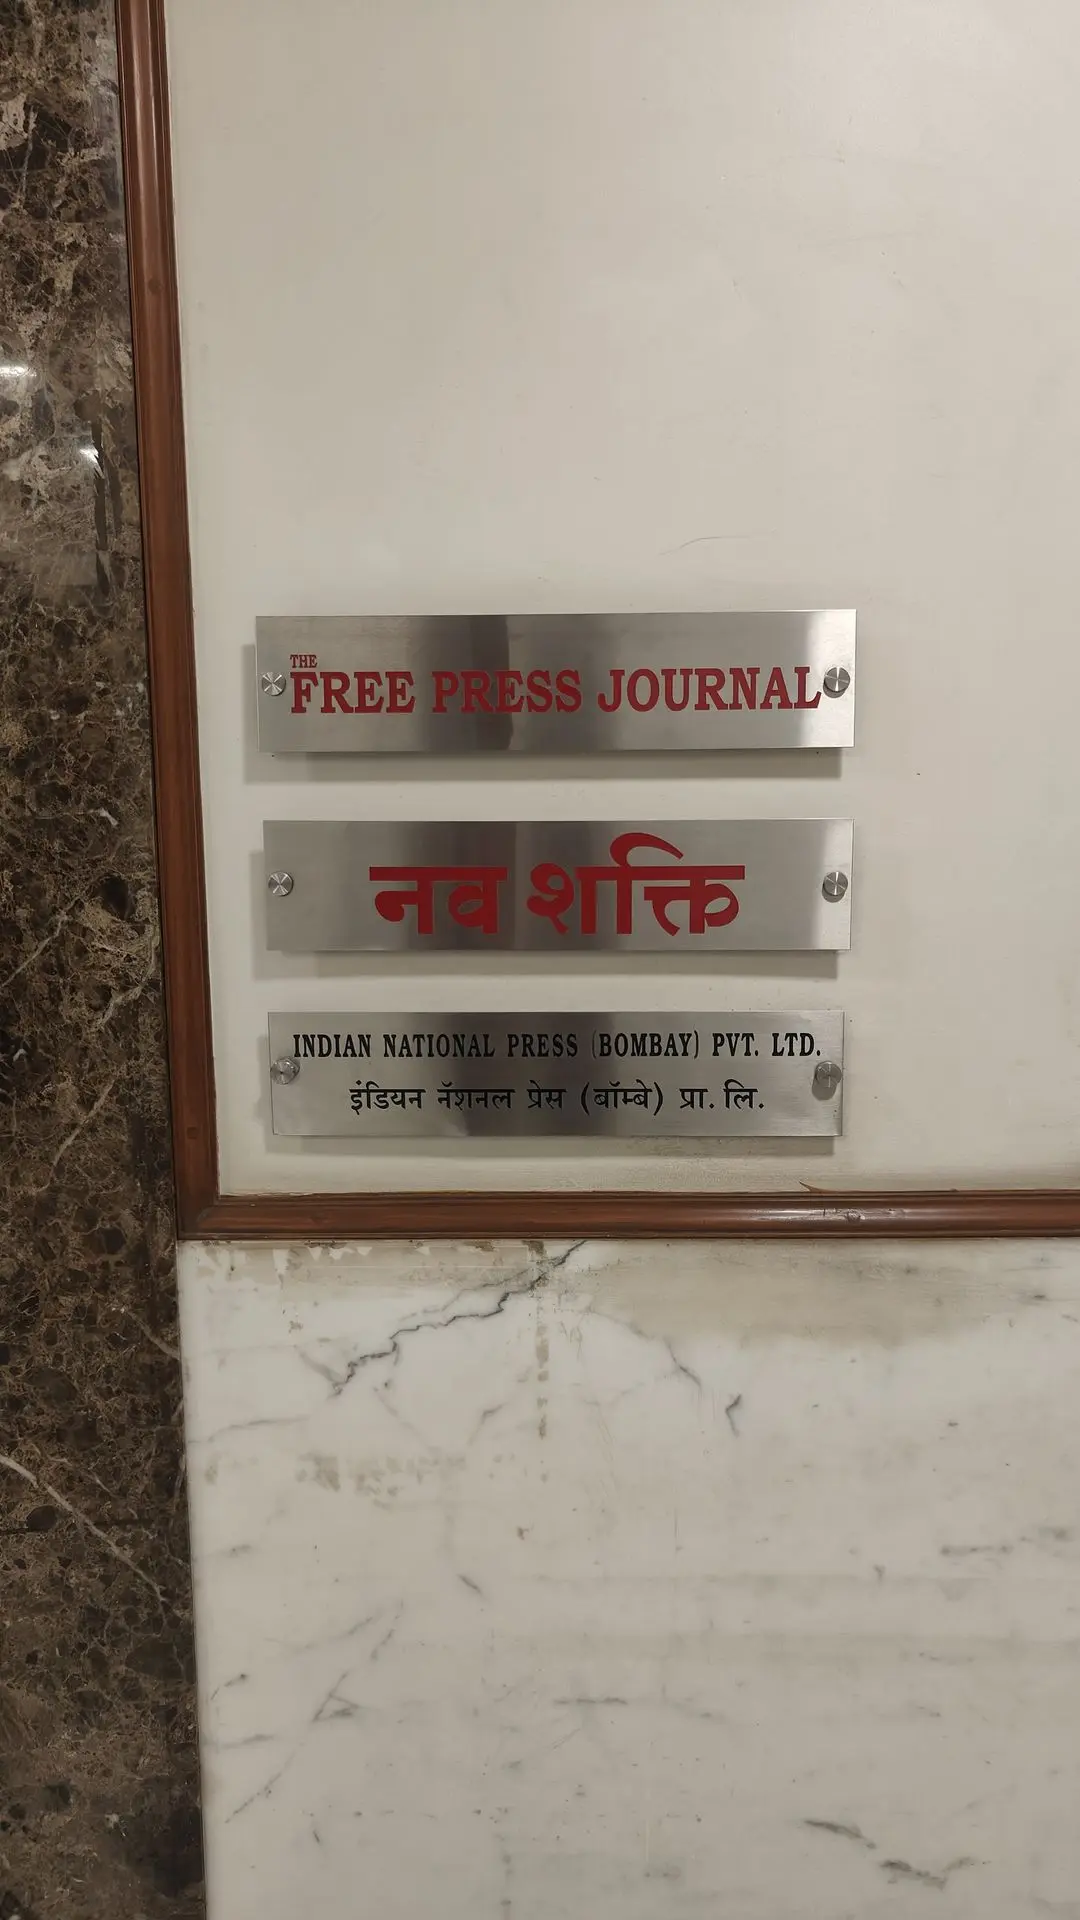 THE
FREE PRESS JOURNAL
नव शक्ति
INDIAN NATIONAL PRESS (BOMBAY) PVT. LTD.
इंडियन नॅशनल प्रेस (बॉम्बे) प्रा. लि.